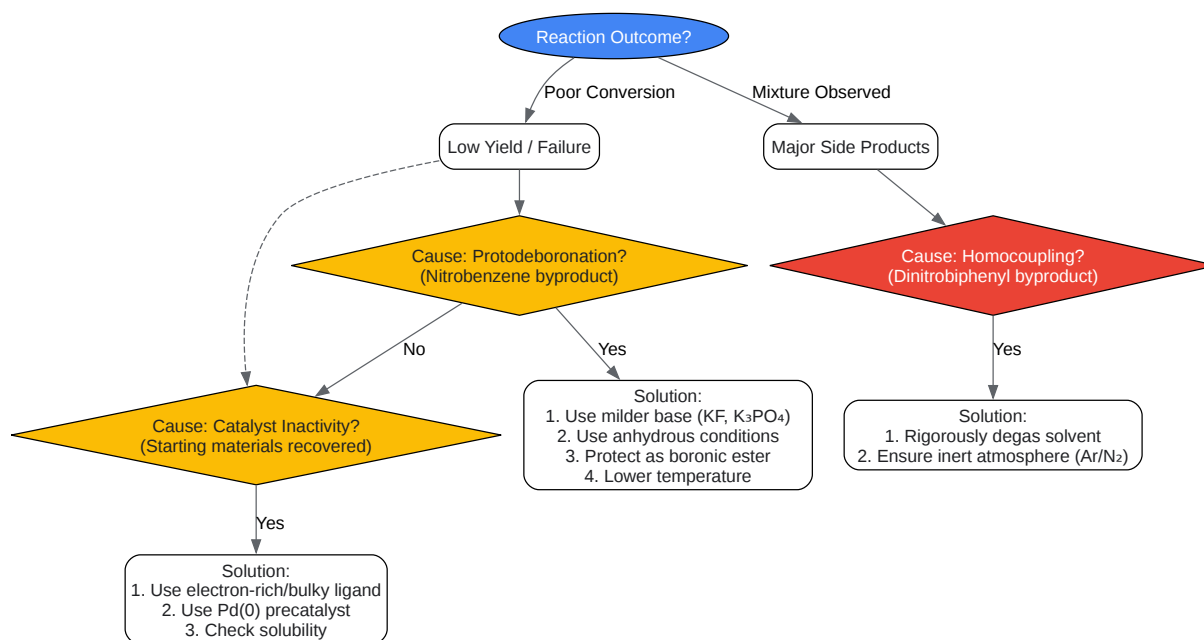 Reaction Outcome?
Poor Conversion
Mixture Observed
Low Yield / Failure
Major Side Products
Cause: Protodeboronation?
(Nitrobenzene byproduct)
Cause: Homocoupling?
(Dinitrobiphenyl byproduct)
No
Yes
Yes
Cause: Catalyst Inactivity?
(Starting materials recovered)
Solution:
1. Use milder base (KF, K₃PO₄)
2. Use anhydrous conditions
3. Protect as boronic ester
4. Lower temperature
Solution:
1. Rigorously degas solvent
2. Ensure inert atmosphere (Ar/N₂)
Yes
Solution:
1. Use electron-rich/bulky ligand
2. Use Pd(0) precatalyst
3. Check solubility